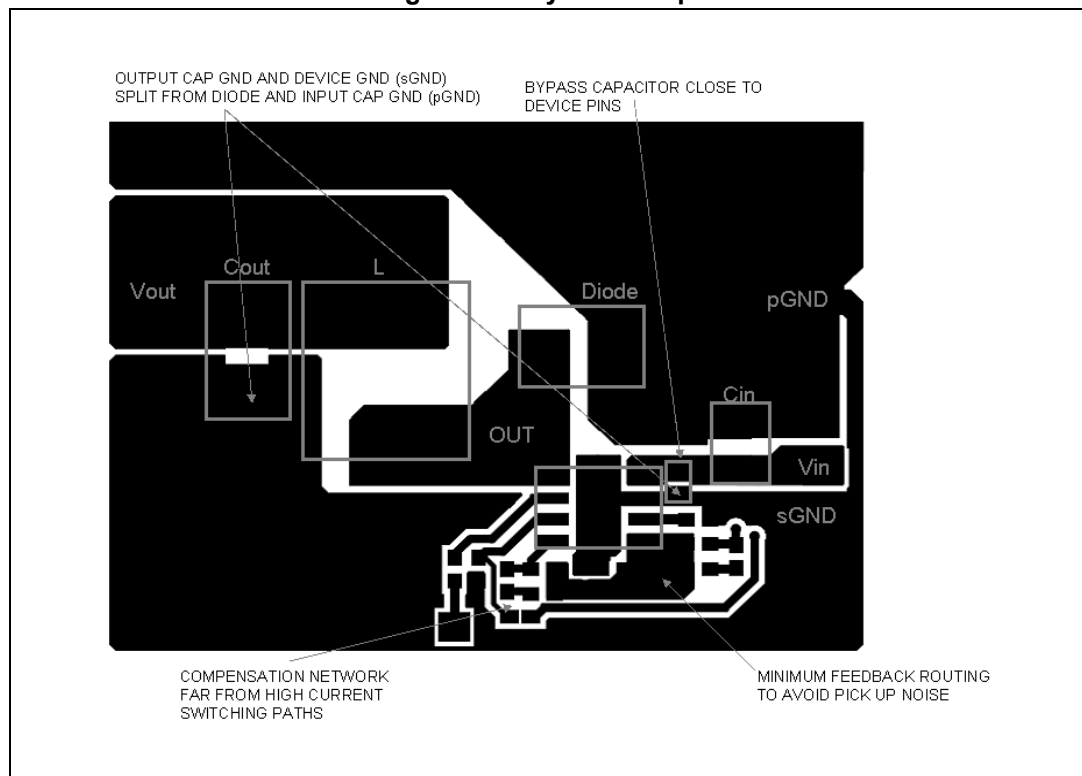 OUTPUT CAP GND AND DEVICE GND (sGND)
SPLIT FROM DIODE AND INPUT CAP GND (pGND)
BYPASS CAPACITOR CLOSE TO
DEVICE PINS
Cout
L
Vout
Diode
pGND
Cin
OUT
Vin
sGND
COMPENSATION NETWORK
FAR FROM HIGH CURRENT
SWITCHING PATHS
MINIMUM FEEDBACK ROUTING
TO AVOID PICK UP NOISE